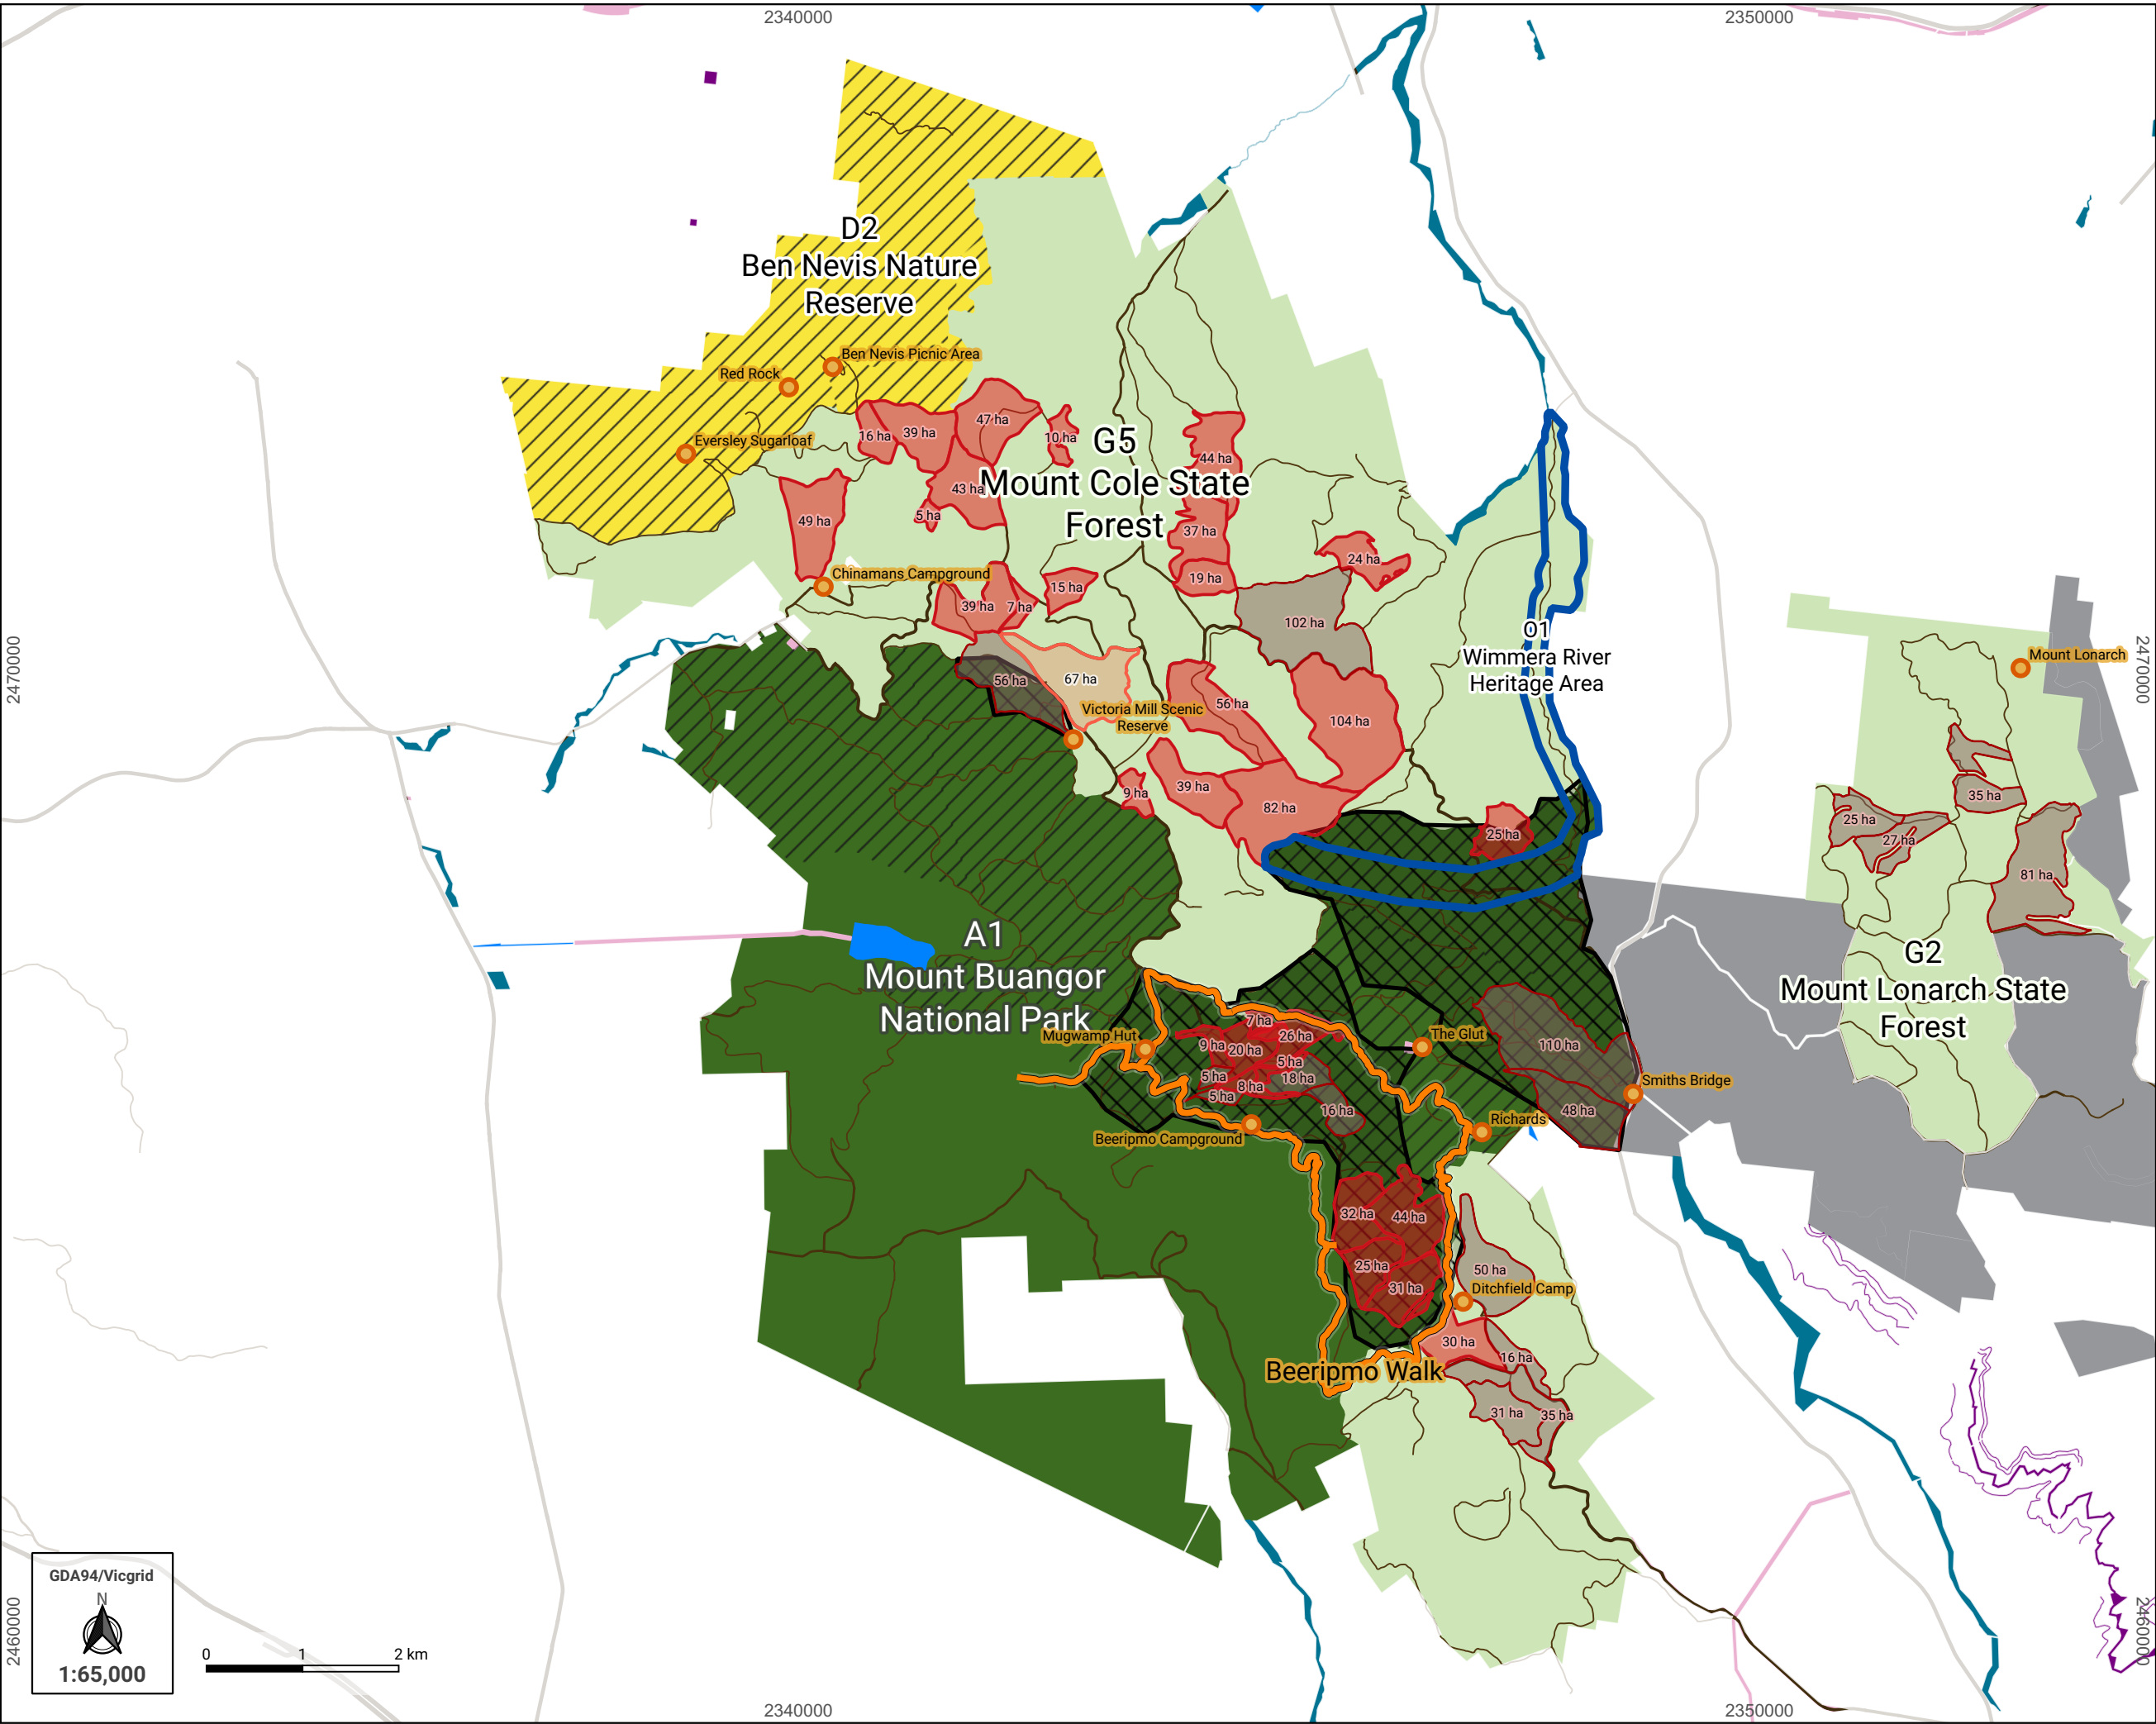 2340000
2350000
D2
Ben Nevis Nature
Reserve
Ben Nevis Picnic Area
Red Rock
Eversley Sugarloaf
16 ha
39 ha
47 ha
10 ha
G5
Mount Cole State
Forest
44 ha
43 ha
5 ha
49 ha
37 ha
24 ha
19 ha
Chinamans Campground
15 ha
39 ha
7 ha
102 ha
O1
Wimmera River
Heritage Area
2470000
2470000
Mount Lonarch
56 ha
67 ha
Victoria Mill Scenic
Reserve
56 ha
104 ha
9 ha
39 ha
82 ha
25 ha
35 ha
25 ha
27 ha
81 ha
A1
Mount Buangor
National Park
G2
Mount Lonarch State
Forest
Mugwamp Hut
7 ha
9 ha
20 ha
26 ha
5 ha
5 ha
8 ha
18 ha
5 ha
16 ha
The Glut
110 ha
48 ha
Smiths Bridge
Richards
Beeripmo Campground
32 ha
44 ha
25 ha
31 ha
50 ha
Ditchfield Camp
30 ha
16 ha
Beeripmo Walk
31 ha
35 ha
GDA94/Vicgrid
N
1:65,000
0
1
2 km
2460000
2460000
2340000
2350000